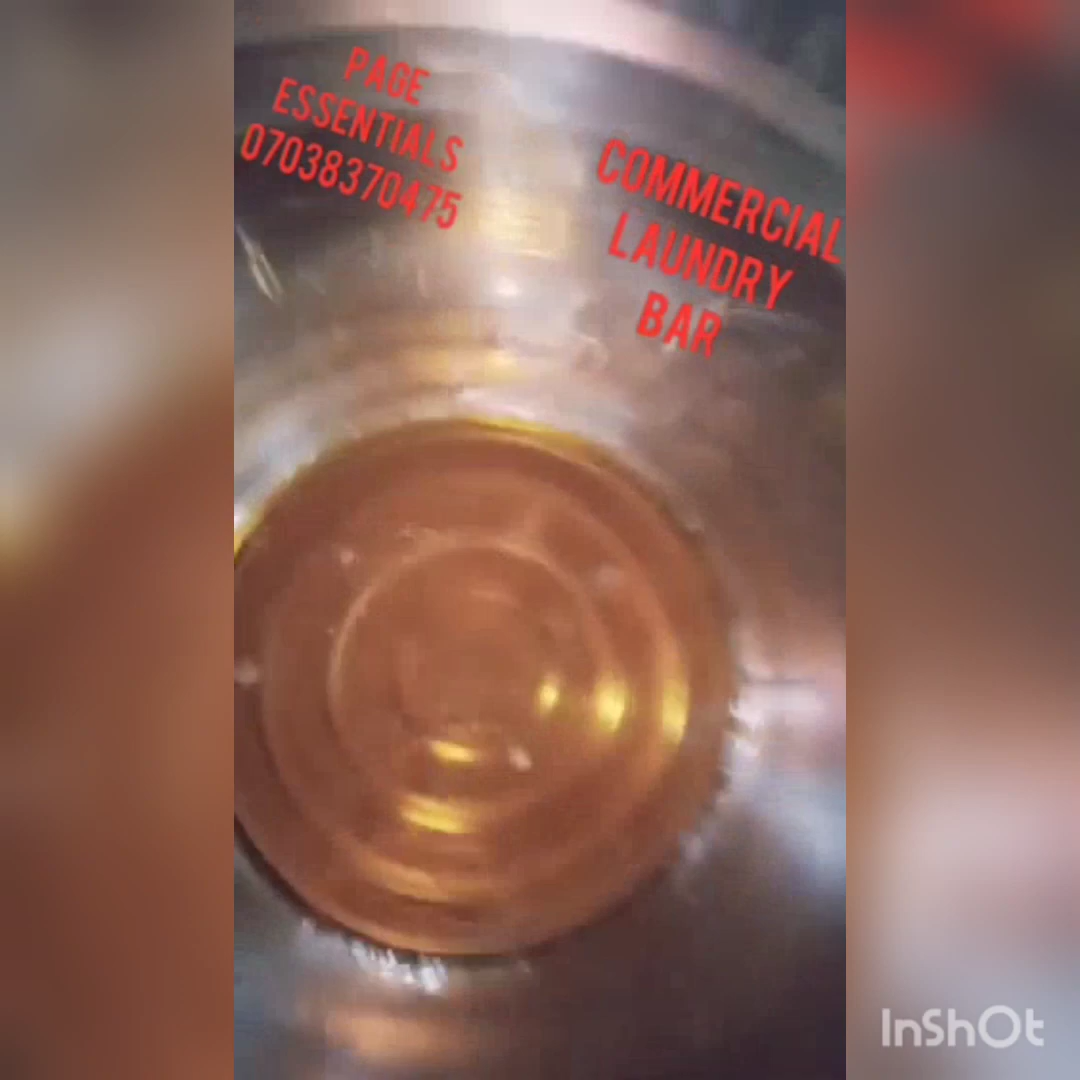 PAGE
ESSENTIALS
07038370475
COMMERCIAL
LAUNDRY
BAR
InShOt